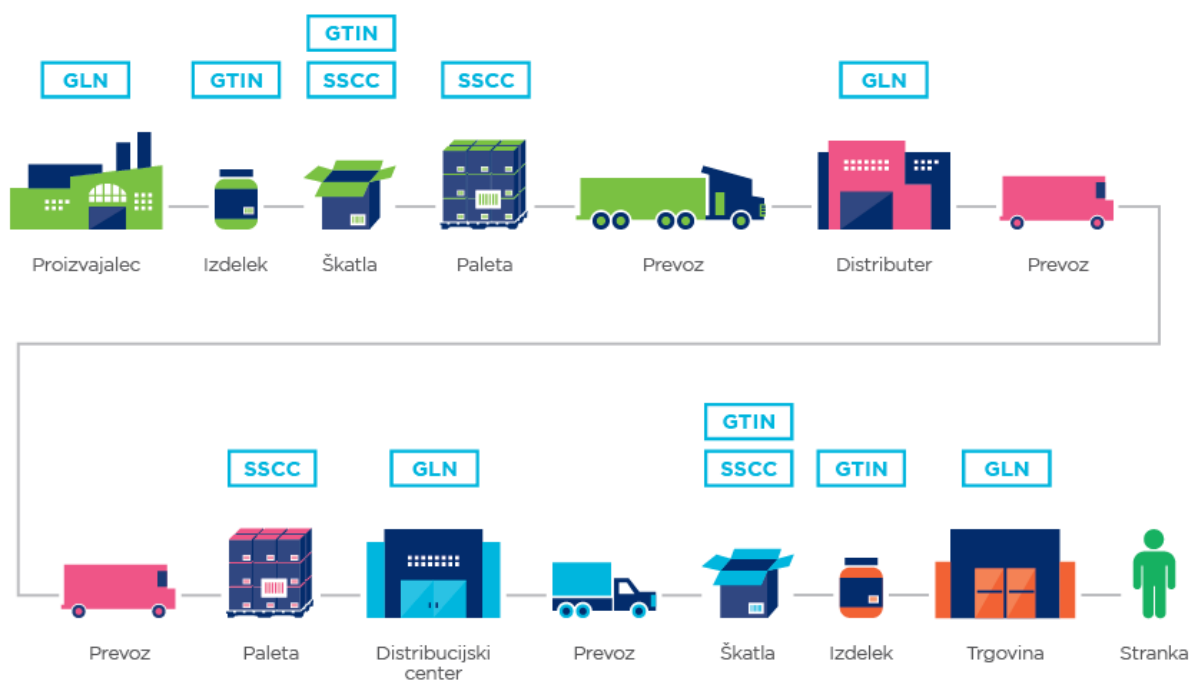 GTIN
GLN GTIN SSCC SSCC GLN
Proizvajalec Izdelek Škatla Paleta Prevoz Distributer Prevoz
GTIN
SSCC GLN SSCC GTIN GLN
Prevoz Paleta Distribucijski center Prevoz Škatla Izdelek Trgovina Stranka